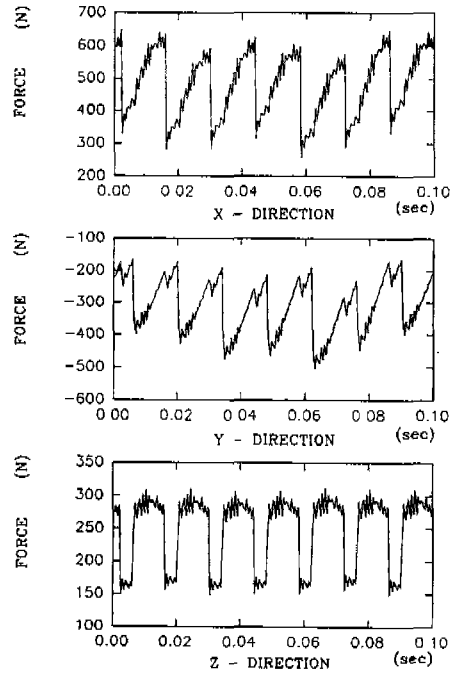 FORCE (N)
700
600
500
400
300
200
0.00 0 02 0.04 0.06 0.08 0.10
X - DIRECTION (sec)
FORCE (N)
-100
-200
-300
-400
-500
-600
0.00 0.02 0.04 0.06 0.08 0.10
Y - DIRECTION (sec)
FORCE (N)
350
300
250
200
150
100
0.00 0.02 0.04 0.06 0.08 0.10
Z - DIRECTION (sec)